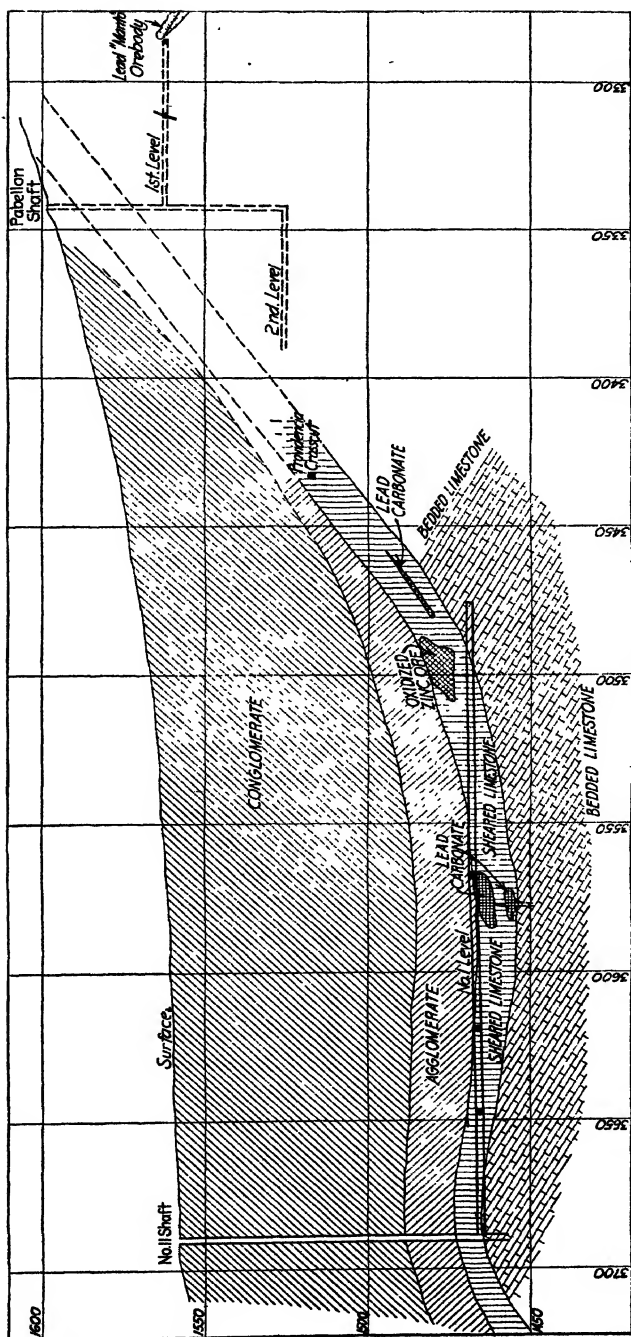 Lead "Manto"
Orebody
1st. Level
Pabellan
Shaft
2nd. Level
Providencia
Crosscut
LEAD
CARBONATE
BEDDED LIMESTONE
OXIDIZED
ZINC ORE
CONGLOMERATE
SHEARED LIMESTONE
BEDDED LIMESTONE
LEAD
CARBONATE
No.1 Level
SHEARED LIMESTONE
AGGLOMERATE
Surface
No.11 Shaft
1600
1550
1500
1450
3300
3350
3400
3450
3500
3550
3600
3650
3700